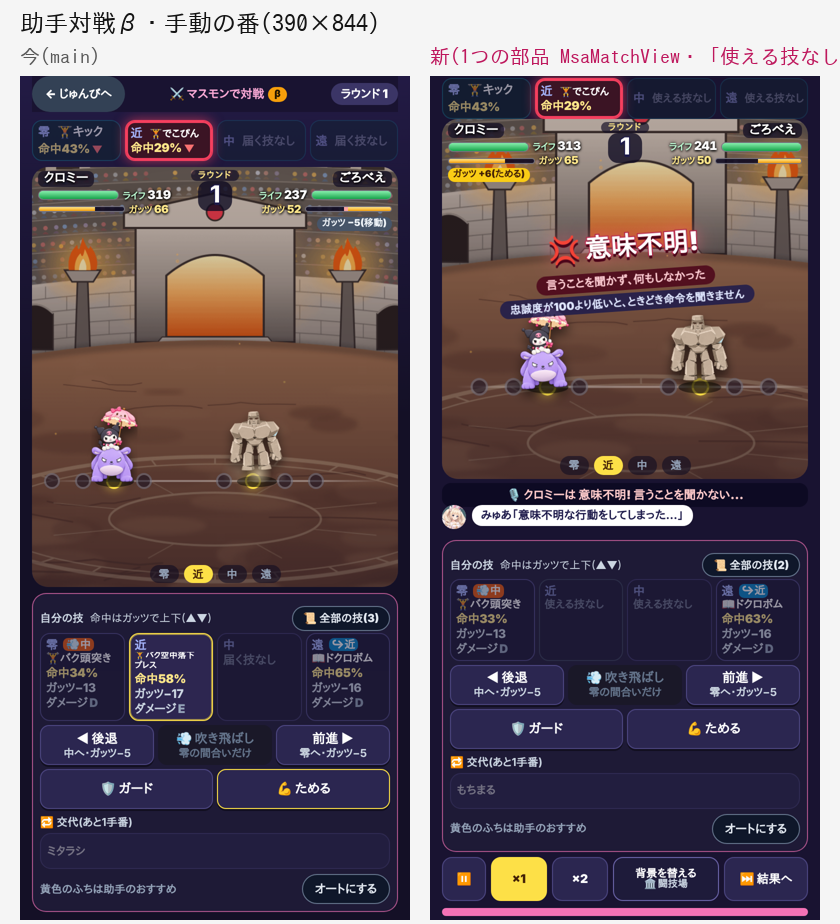 助手対戦β・手動の番(390×844)
今(main)
← じゅんびへ
⚔️マスモンで対戦 β
ラウンド 1
零 🏋キック
命中43%▼
近 🏋でこぴん
命中29%▼
中 届く技なし
遠 届く技なし
クロミー
ラウンド
1
ごろべえ
ライフ 319
ガッツ 66
ライフ 237
ガッツ 52
ガッツ −5(移動)
零 近 中 遠
自分の技 命中はガッツで上下(▲▼)
📜 全部の技(3)
零 💨中
🏋バク頭突き
命中34%
ガッツ−13
ダメージD
近
🏋バク空中落下プレス
命中58%
ガッツ−17
ダメージE
中
届く技なし
遠 ↪近
📖ドクロボム
命中65%
ガッツ−16
ダメージD
◀ 後退
中へ・ガッツ−5
💨 吹き飛ばし
零の間合いだけ
前進 ▶
零へ・ガッツ−5
🛡️ ガード
💪 ためる
🔁 交代(あと1手番)
ミタラシ
黄色のふちは助手のおすすめ
オートにする
新(1つの部品 MsaMatchView・「使える技なし
零 🏋キック
命中43%
近 🏋でこぴん
命中29%
中 使える技なし
遠 使える技なし
クロミー
ラウンド
1
ごろべえ
ライフ 313
ガッツ 65
ライフ 241
ガッツ 50
ガッツ +6(ためる)
💢意味不明!
言うことを聞かず、何もしなかった
忠誠度が100より低いと、ときどき命令を聞きません
零 近 中 遠
🎙️ クロミーは 意味不明! 言うことを聞かない…
みゅあ「意味不明な行動をしてしまった…」
自分の技 命中はガッツで上下(▲▼)
📜 全部の技(2)
零 💨中
🏋バク頭突き
命中33%
ガッツ−13
ダメージD
近
使える技なし
中
使える技なし
遠 ↪近
📖ドクロボム
命中63%
ガッツ−16
ダメージD
◀ 後退
中へ・ガッツ−5
💨 吹き飛ばし
零の間合いだけ
前進 ▶
零へ・ガッツ−5
🛡️ ガード
💪 ためる
🔁 交代(あと1手番)
もちまる
黄色のふちは助手のおすすめ
オートにする
⏸
×1
×2
背景を替える
🏛️闘技場
⏭ 結果へ